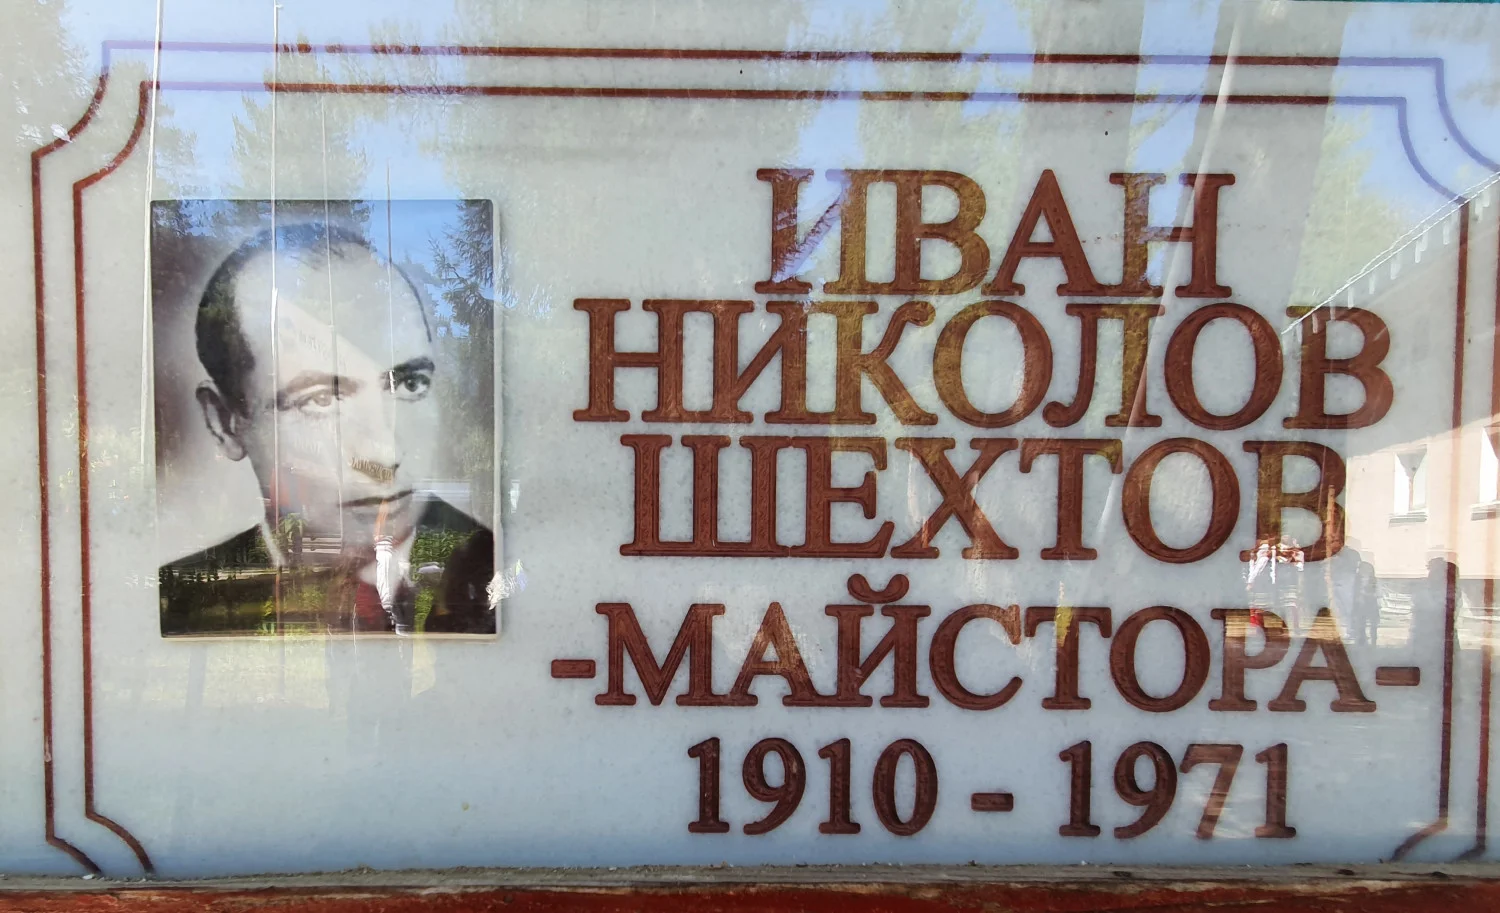 ИВАН
НИКОЛОВ
ШЕХТОВ
-МАЙСТОРА-
1910 - 1971